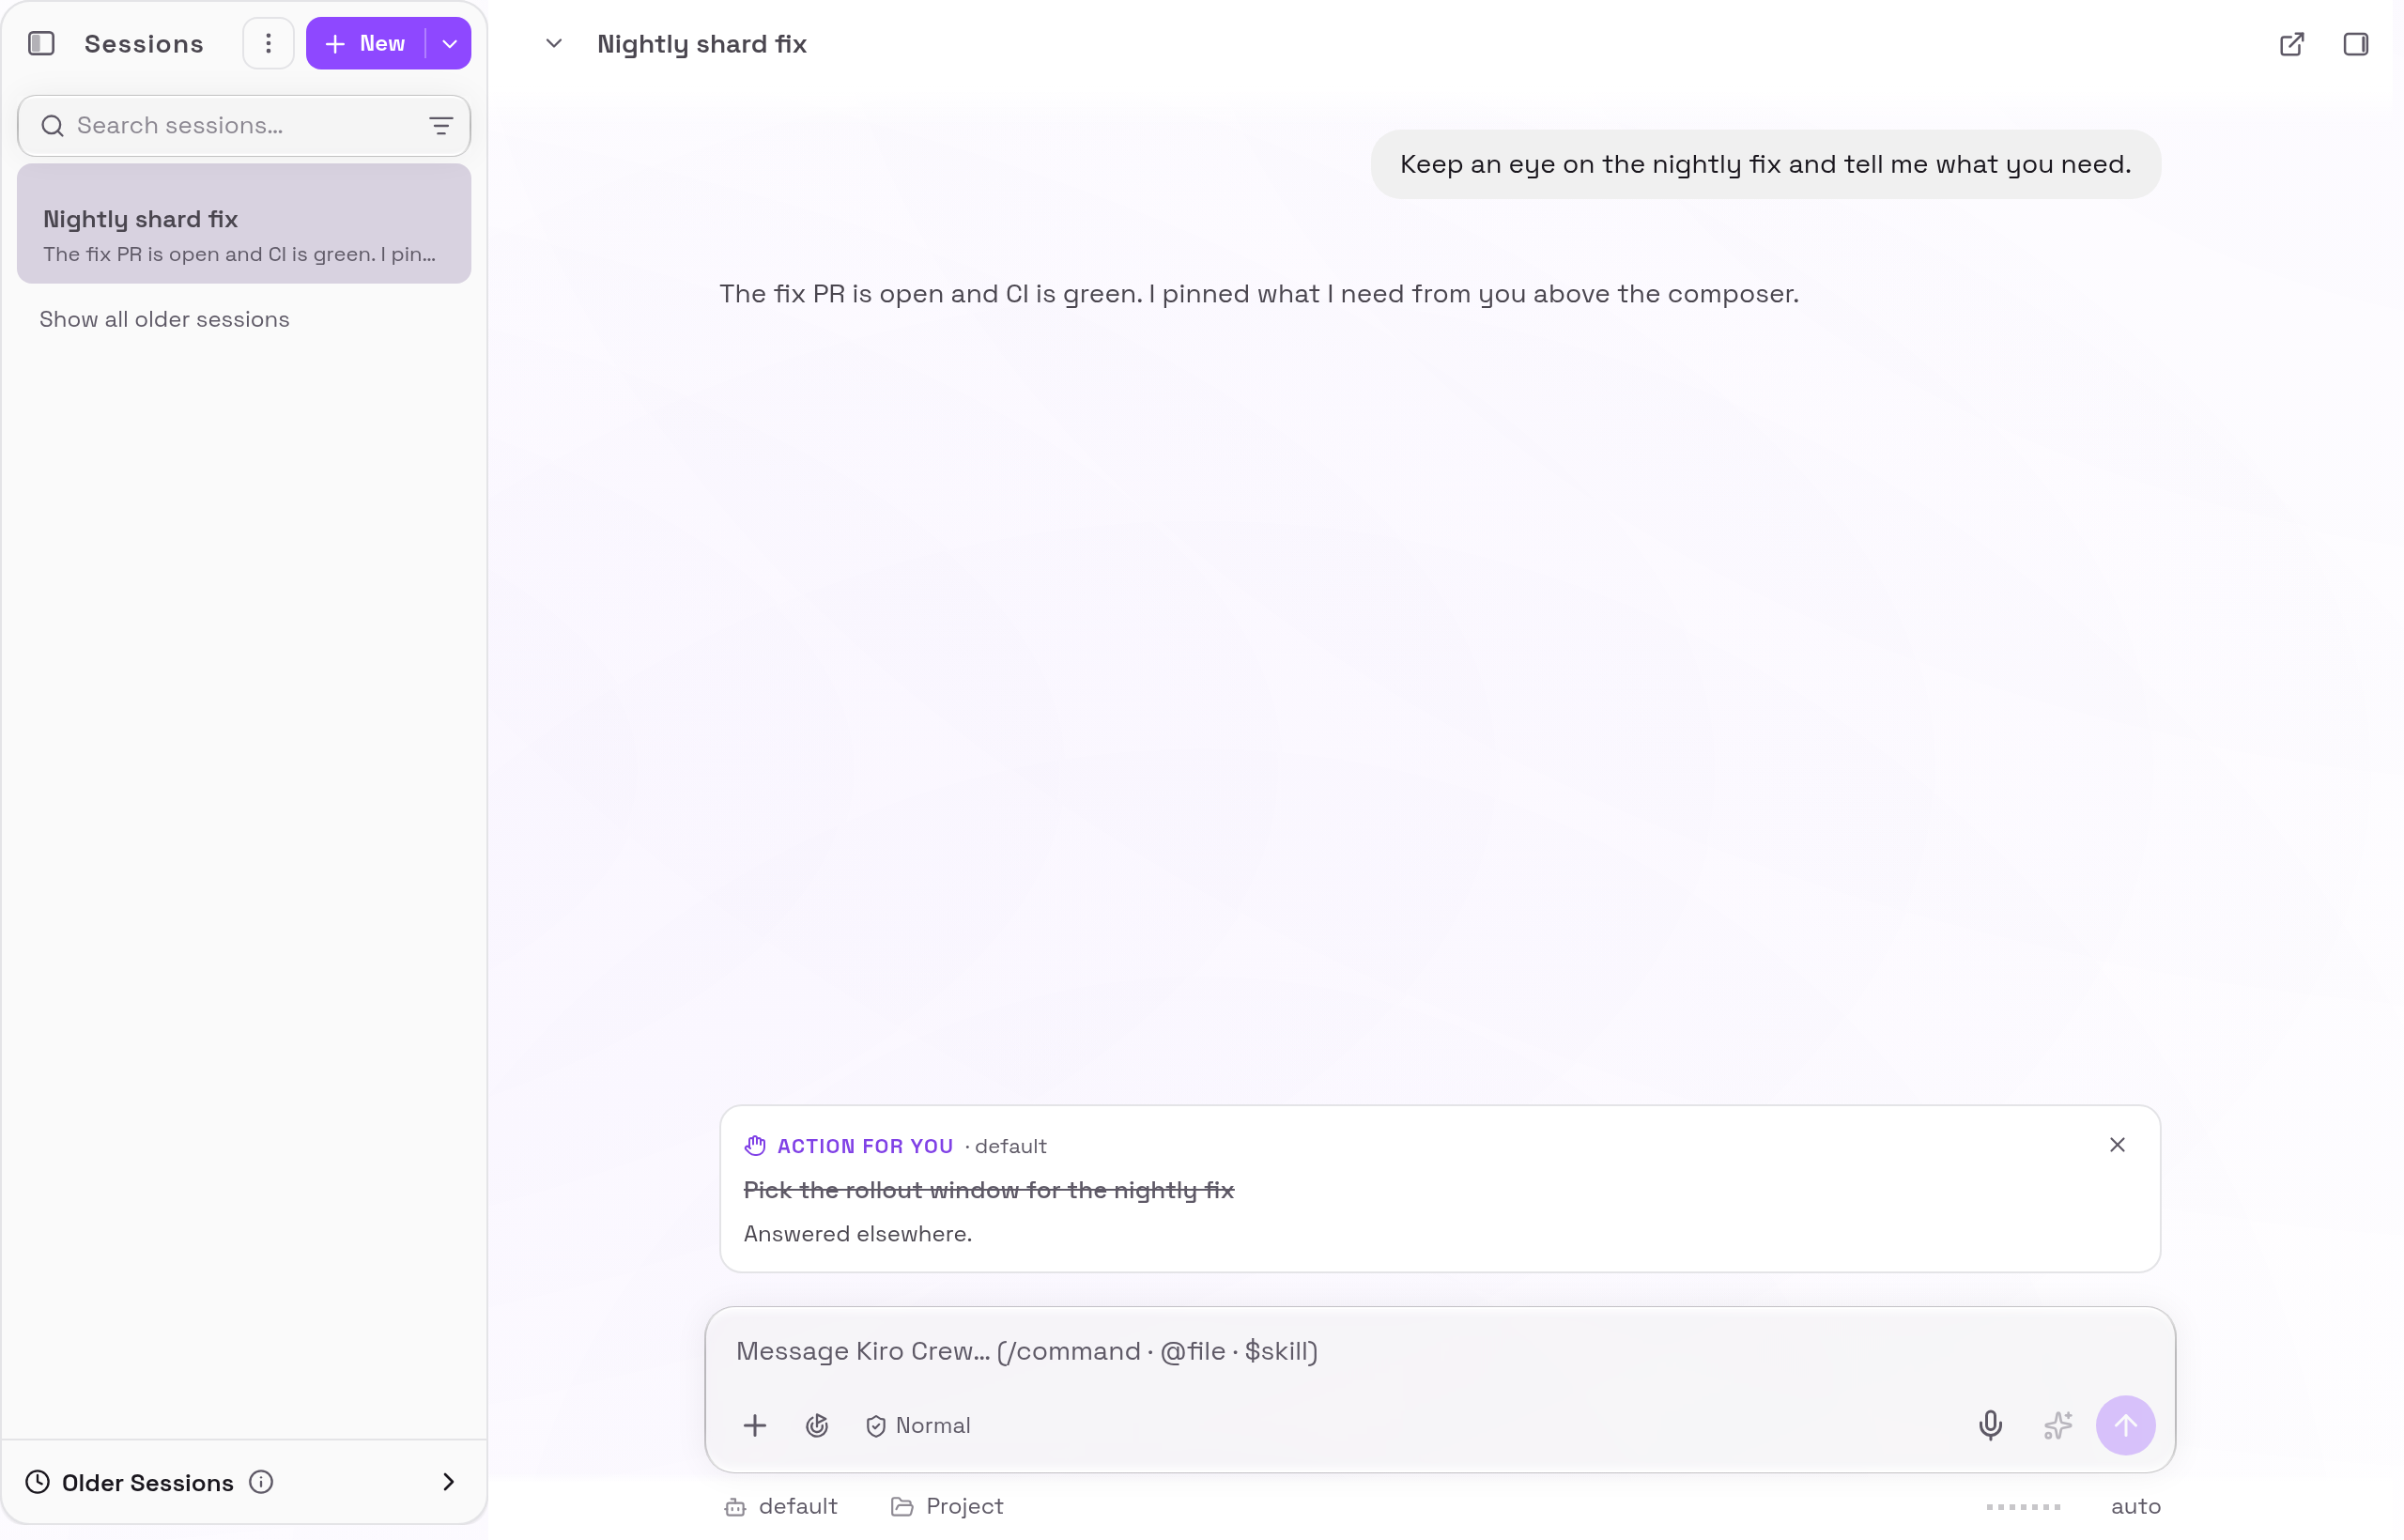 Sessions
New
Search sessions...
Nightly shard fix
The fix PR is open and CI is green. I pin...
Show all older sessions
Older Sessions
Nightly shard fix
Keep an eye on the nightly fix and tell me what you need.
The fix PR is open and CI is green. I pinned what I need from you above the composer.
ACTION FOR YOU · default
Pick the rollout window for the nightly fix
Answered elsewhere.
Message Kiro Crew... (/command · @file · $skill)
Normal
default Project auto